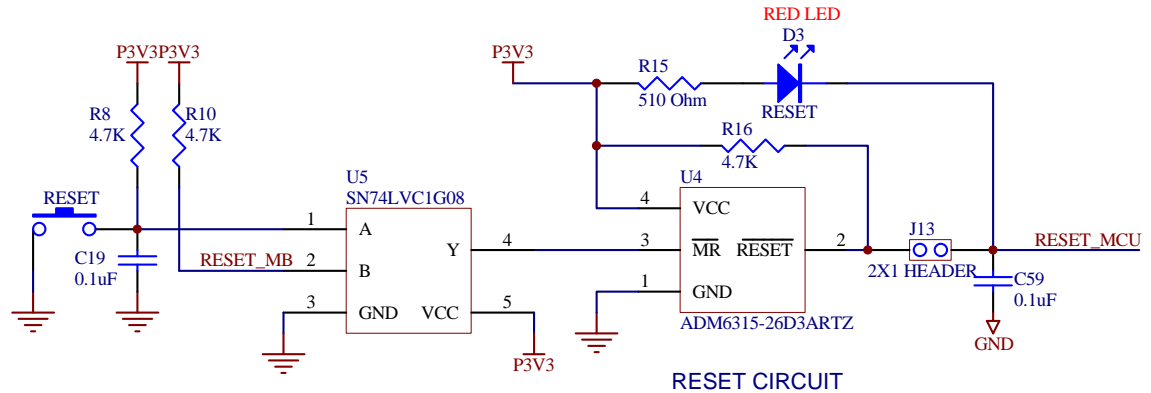 RED LED
D3
P3V3 P3V3
P3V3
R15
510 Ohm
RESET
R8
4.7K
R10
4.7K
R16
4.7K
U5
SN74LVC1G08
U4
RESET
1
A
4
VCC
C19
0.1uF
RESET_MB
2
B
Y
4
3
MR
RESET
2
J13
2X1 HEADER
RESET_MCU
3
GND
VCC
5
1
GND
C59
0.1uF
ADM6315-26D3ARTZ
P3V3
GND
RESET CIRCUIT